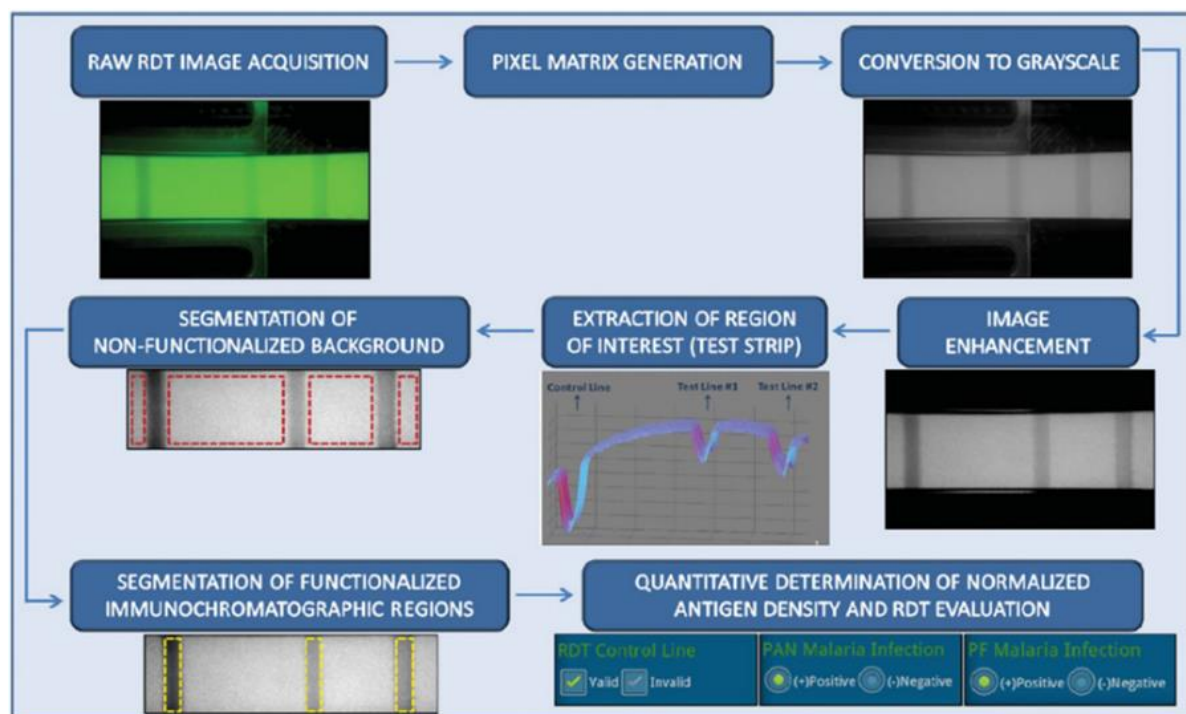 RAW RDT IMAGE ACQUISITION
PIXEL MATRIX GENERATION
CONVERSION TO GRAYSCALE
SEGMENTATION OF
NON-FUNCTIONALIZED BACKGROUND
EXTRACTION OF REGION
OF INTEREST (TEST STRIP)
IMAGE
ENHANCEMENT
Control Line
Test Line #1
Test Line #2
SEGMENTATION OF FUNCTIONALIZED
IMMUNOCHROMATOGRAPHIC REGIONS
QUANTITATIVE DETERMINATION OF NORMALIZED
ANTIGEN DENSITY AND RDT EVALUATION
RDT Control Line
Valid Invalid
PAN Malaria Infection
(+)Positive (-)Negative
PF Malaria Infection
(+)Positive (-)Negative